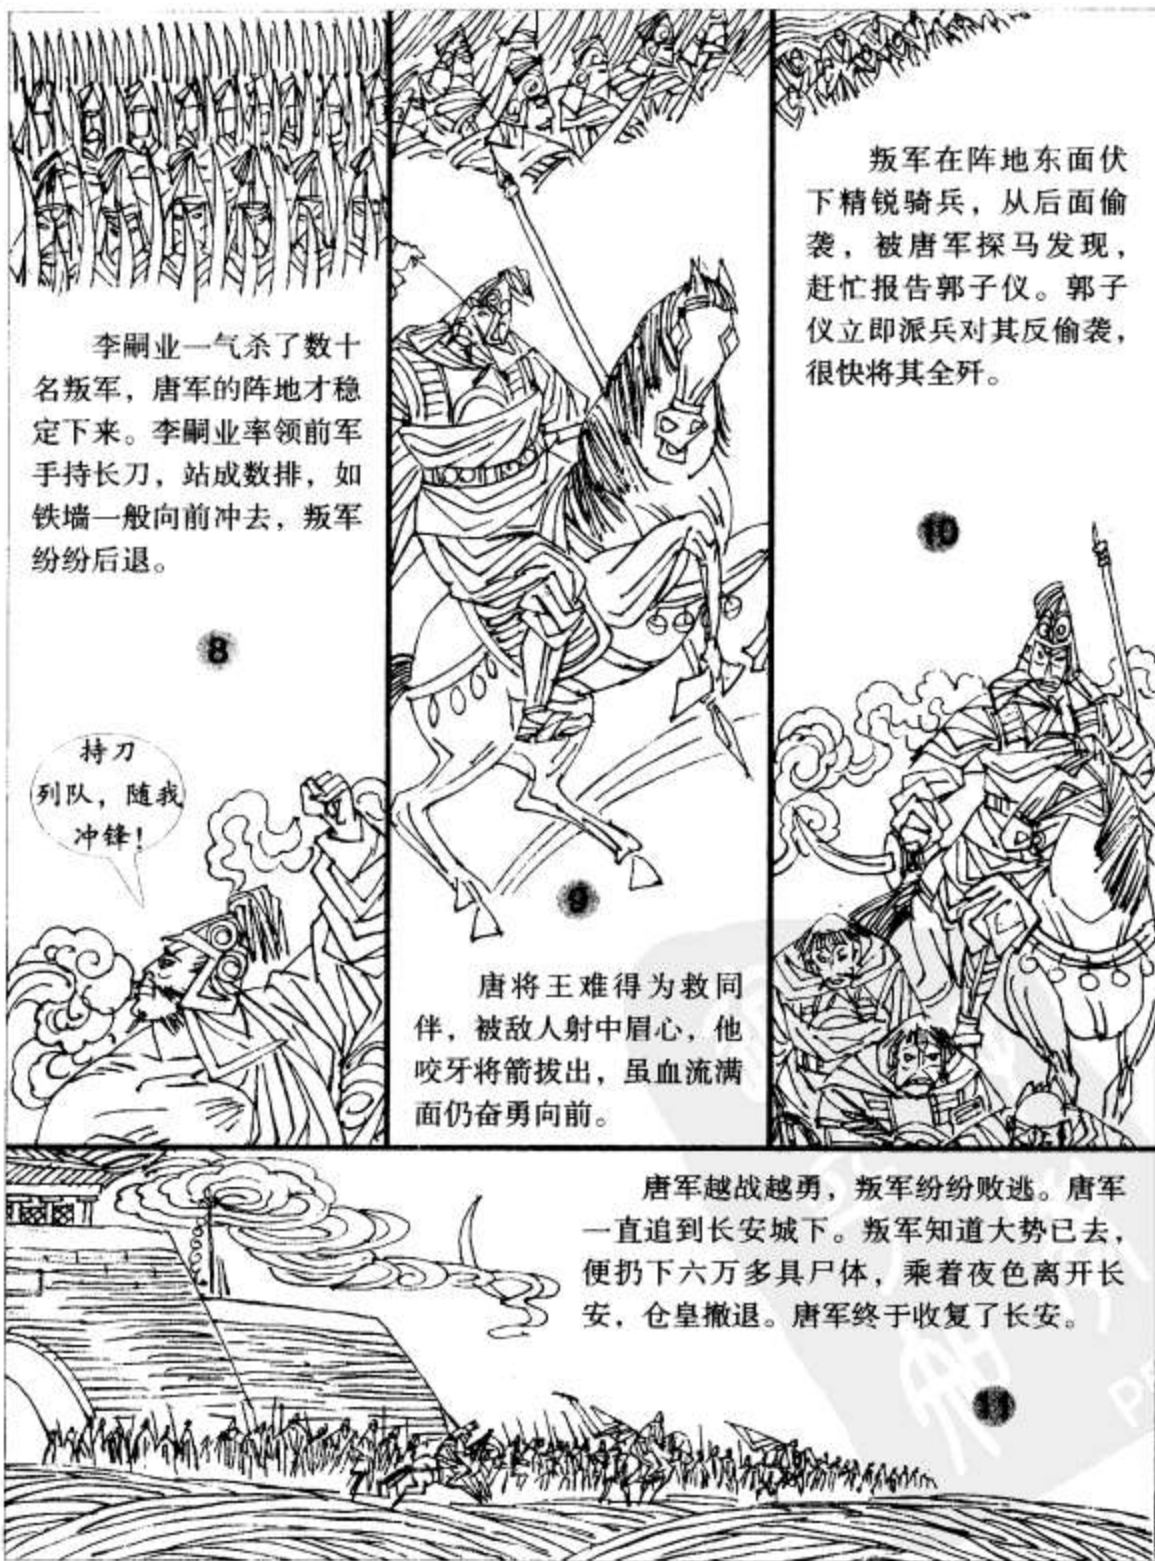 李嗣业一气杀了数十
名叛军，唐军的阵地才稳
定下来。李嗣业率领前军
手持长刀，站成数排，如
铁墙一般向前冲去，叛军
纷纷后退。
8
持刀
列队，随我
冲锋！
9
唐将王难得为救同
伴，被敌人射中眉心，他
咬牙将箭拔出，虽血流满
面仍奋勇向前。
叛军在阵地东面伏
下精锐骑兵，从后面偷
袭，被唐军探马发现，
赶忙报告郭子仪。郭子
仪立即派兵对其反偷袭，
很快将其全歼。
10
唐军越战越勇，叛军纷纷败逃。唐军
一直追到长安城下。叛军知道大势已去，
便扔下六万多具尸体，乘着夜色离开长
安，仓皇撤退。唐军终于收复了长安。
11